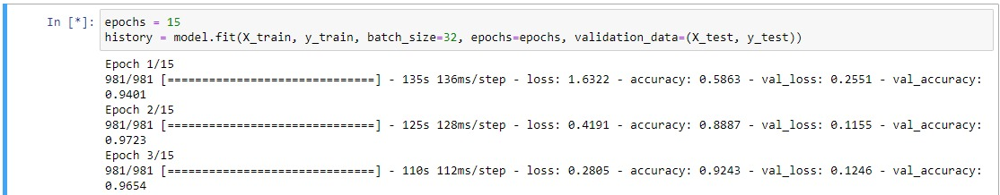 In [*]: epochs = 15
history = model.fit(X_train, y_train, batch_size=32, epochs=epochs, validation_data=(X_test, y_test))
Epoch 1/15
981/981 [==============================] - 135s 136ms/step - loss: 1.6322 - accuracy: 0.5863 - val_loss: 0.2551 - val_accuracy:
0.9401
Epoch 2/15
981/981 [==============================] - 125s 128ms/step - loss: 0.4191 - accuracy: 0.8887 - val_loss: 0.1155 - val_accuracy:
0.9723
Epoch 3/15
981/981 [==============================] - 110s 112ms/step - loss: 0.2805 - accuracy: 0.9243 - val_loss: 0.1246 - val_accuracy:
0.9654